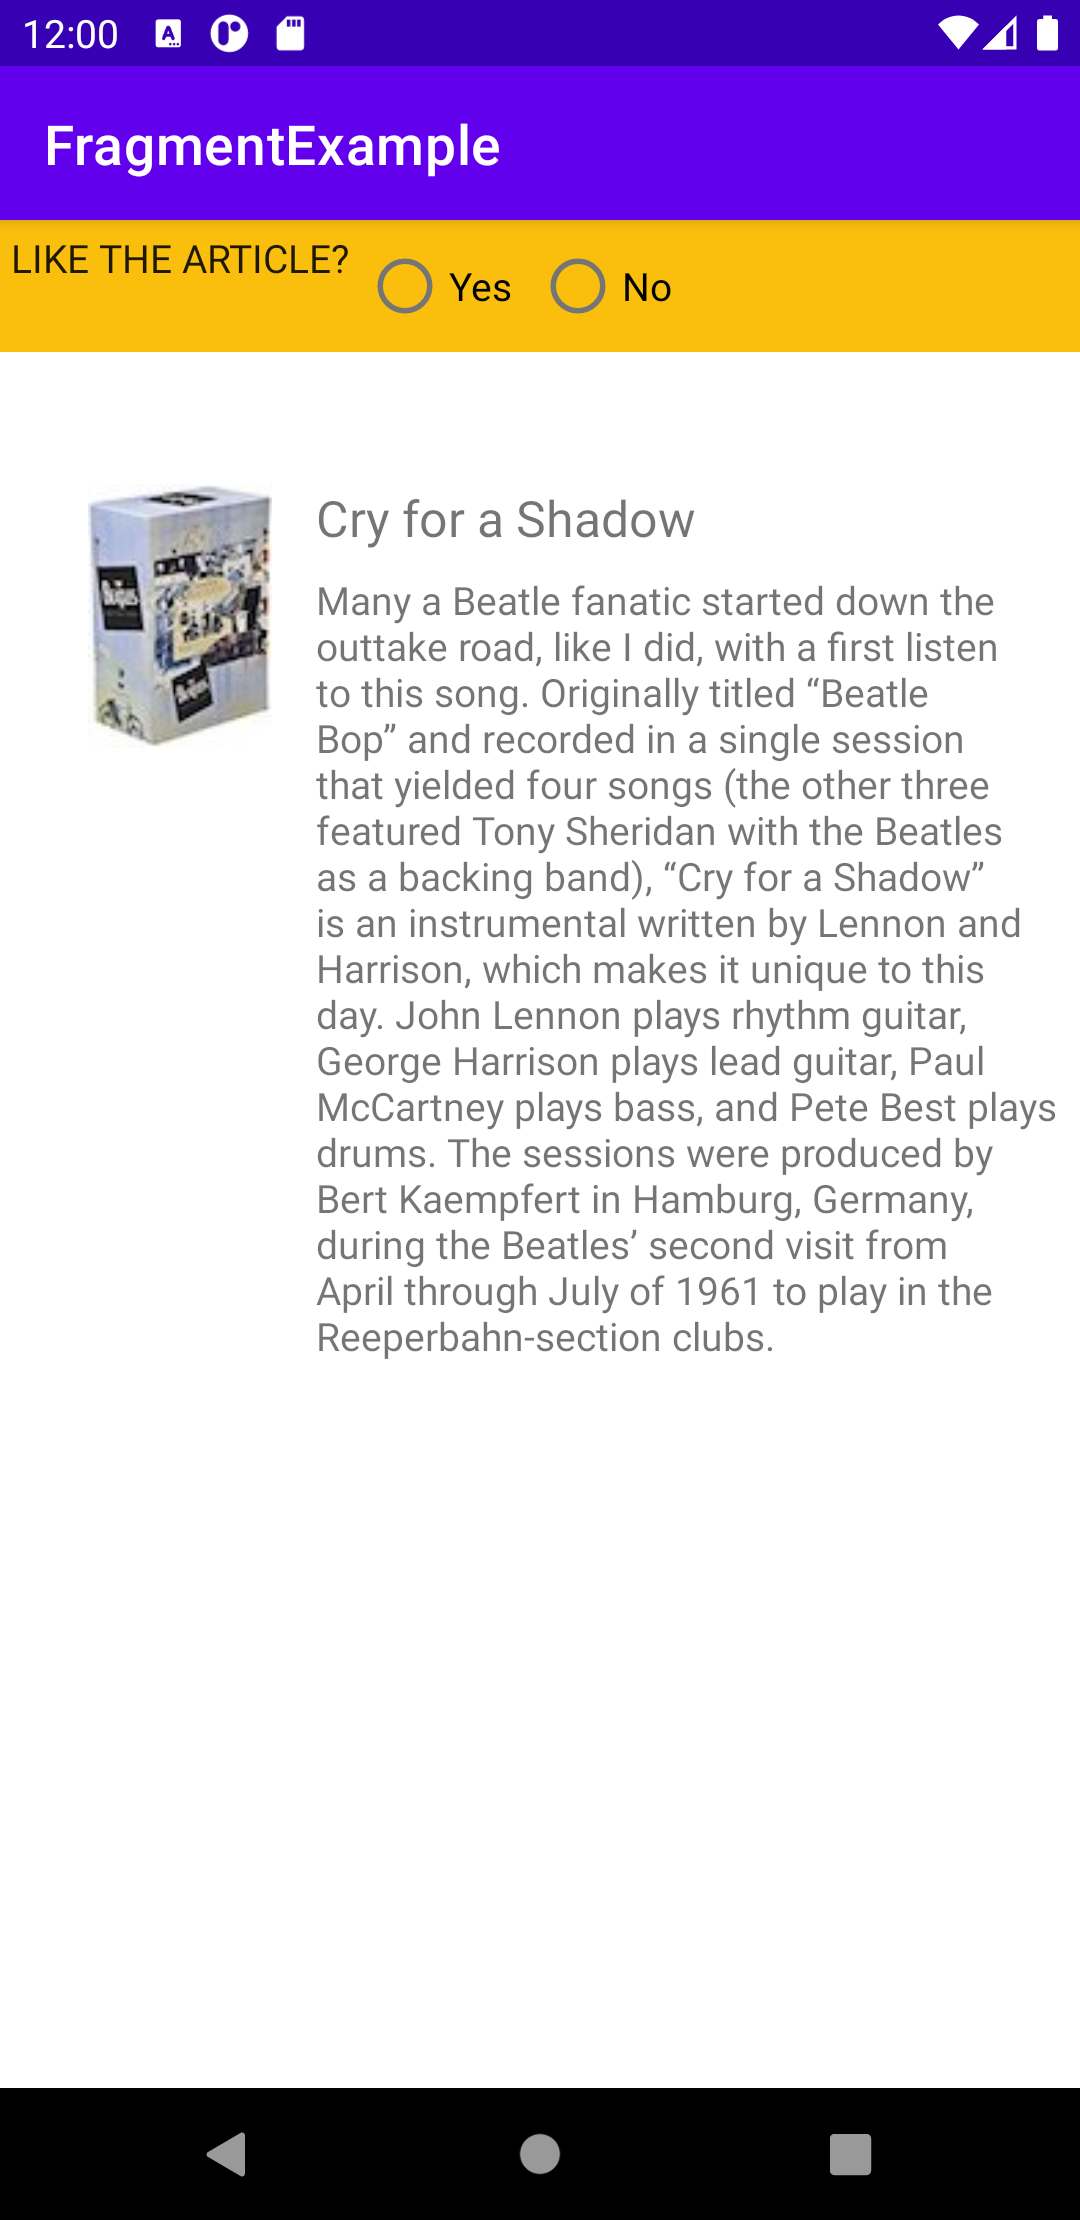 12:00
FragmentExample
LIKE THE ARTICLE?
Yes
No
Cry for a Shadow
Many a Beatle fanatic started down the
outtake road, like I did, with a first listen
to this song. Originally titled “Beatle
Bop” and recorded in a single session
that yielded four songs (the other three
featured Tony Sheridan with the Beatles
as a backing band), “Cry for a Shadow”
is an instrumental written by Lennon and
Harrison, which makes it unique to this
day. John Lennon plays rhythm guitar,
George Harrison plays lead guitar, Paul
McCartney plays bass, and Pete Best plays
drums. The sessions were produced by
Bert Kaempfert in Hamburg, Germany,
during the Beatles’ second visit from
April through July of 1961 to play in the
Reeperbahn-section clubs.